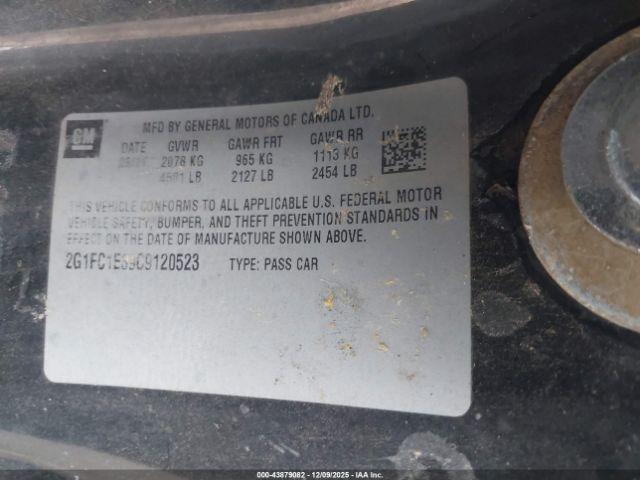 GM
MFD BY GENERAL MOTORS OF CANADA LTD.
DATE GVWR GAWR FRT GAWR RR
2078 KG 965 KG 1113 KG
4581 LB 2127 LB 2454 LB
THIS VEHICLE CONFORMS TO ALL APPLICABLE U.S. FEDERAL MOTOR
VEHICLE SAFETY, BUMPER, AND THEFT PREVENTION STANDARDS IN
EFFECT ON THE DATE OF MANUFACTURE SHOWN ABOVE.
2G1FC1E39C9120523 TYPE: PASS CAR
000-43879082 12/09/2025 IAA Inc.